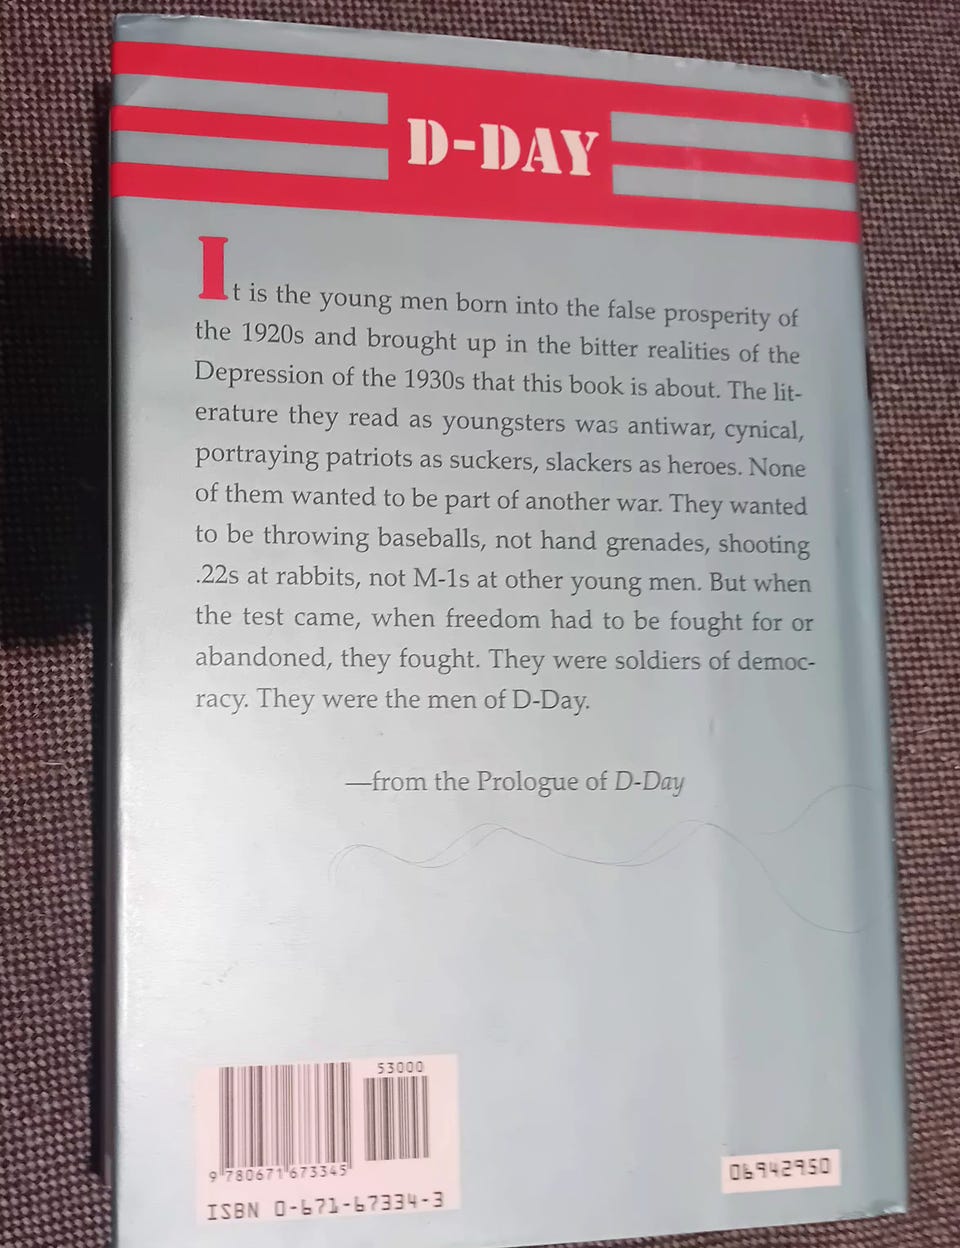 D-DAY
It is the young men born into the false prosperity of
the 1920s and brought up in the bitter realities of the
Depression of the 1930s that this book is about. The lit-
erature they read as youngsters was antiwar, cynical,
portraying patriots as suckers, slackers as heroes. None
of them wanted to be part of another war. They wanted
to be throwing baseballs, not hand grenades, shooting
.22s at rabbits, not M-1s at other young men. But when
the test came, when freedom had to be fought for or
abandoned, they fought. They were soldiers of democ-
racy. They were the men of D-Day.
—from the Prologue of D-Day
53000
9 780671 673345
ISBN 0-671-67334-3
06942950